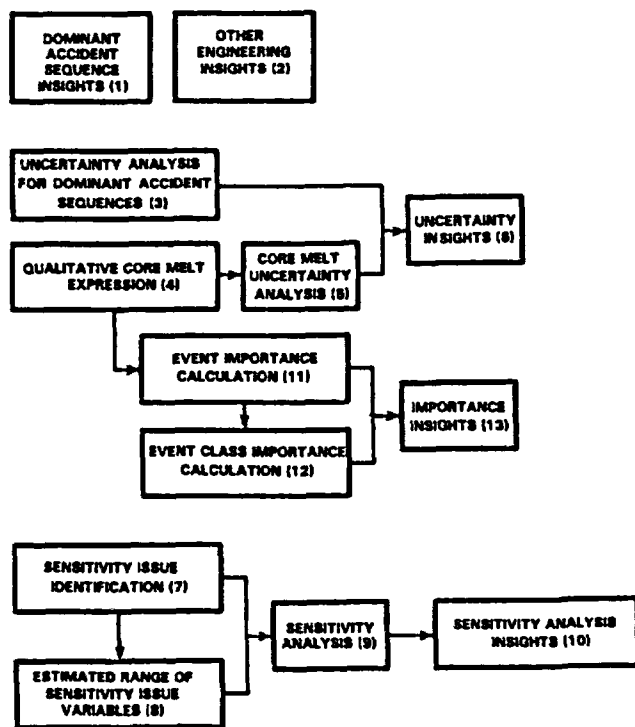 DOMINANT
ACCIDENT
SEQUENCE
INSIGHTS (1)
OTHER
ENGINEERING
INSIGHTS (2)
UNCERTAINTY ANALYSIS
FOR DOMINANT ACCIDENT
SEQUENCES (3)
UNCERTAINTY
INSIGHTS (6)
QUALITATIVE CORE MELT
EXPRESSION (4)
CORE MELT
UNCERTAINTY
ANALYSIS (5)
EVENT IMPORTANCE
CALCULATION (11)
IMPORTANCE
INSIGHTS (13)
EVENT CLASS IMPORTANCE
CALCULATION (12)
SENSITIVITY ISSUE
IDENTIFICATION (7)
SENSITIVITY
ANALYSIS (9)
SENSITIVITY ANALYSIS
INSIGHTS (10)
ESTIMATED RANGE OF
SENSITIVITY ISSUE
VARIABLES (8)